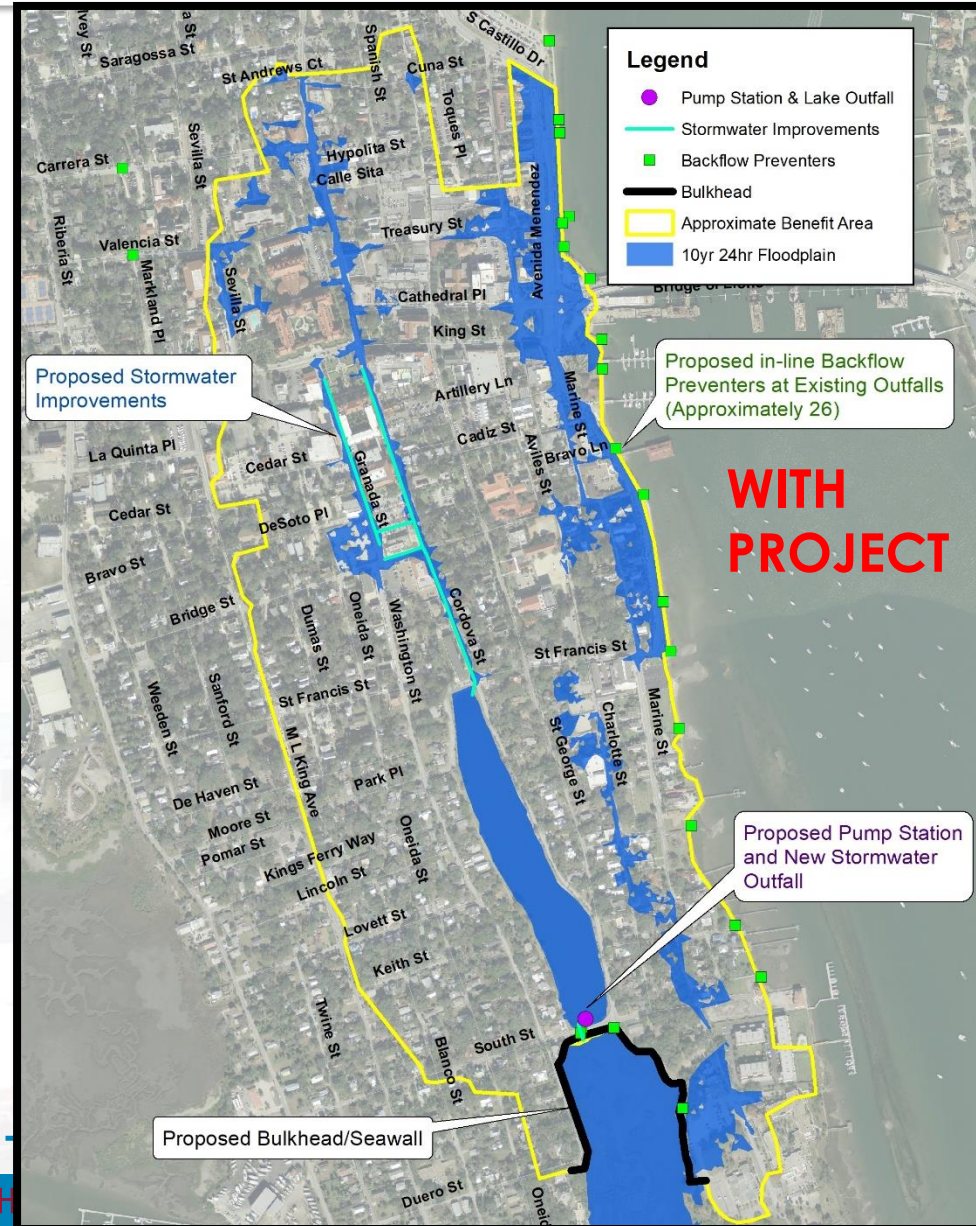 Legend
Pump Station & Lake Outfall
Stormwater Improvements
Backflow Preventers
Bulkhead
Approximate Benefit Area
10yr 24hr Floodplain
S Castillo Dr
Saragossa St
St Andrews Ct
Spanish St
Cuna St
Toques Pl
Sevilla St
Hypolita St
Calle Sita
Carrera St
Riberia St
Valencia St
Markland Pl
Treasury St
Avenida Menendez
Sevilla St
Cathedral Pl
King St
Proposed Stormwater
Improvements
Proposed in-line Backflow
Preventers at Existing Outfalls
(Approximately 26)
Artillery Ln
Marine St
La Quinta Pl
Cedar St
Granada St
Cadiz St
Aviles St
Bravo Ln
WITH
PROJECT
Cedar St
DeSoto Pl
Bravo St
Bridge St
Dumas St
Oneida St
Washington St
Cordova St
St Francis St
St Francis St
Weeden St
Sanford St
M L King Ave
St George St
Charlotte St
Marine St
De Haven St
Park Pl
Moore St
Pomar St
Kings Ferry Way
Oneida St
Lincoln St
Proposed Pump Station
and New Stormwater
Outfall
Lovett St
Keith St
Twine St
Blanco St
South St
Proposed Bulkhead/Seawall
Duero St